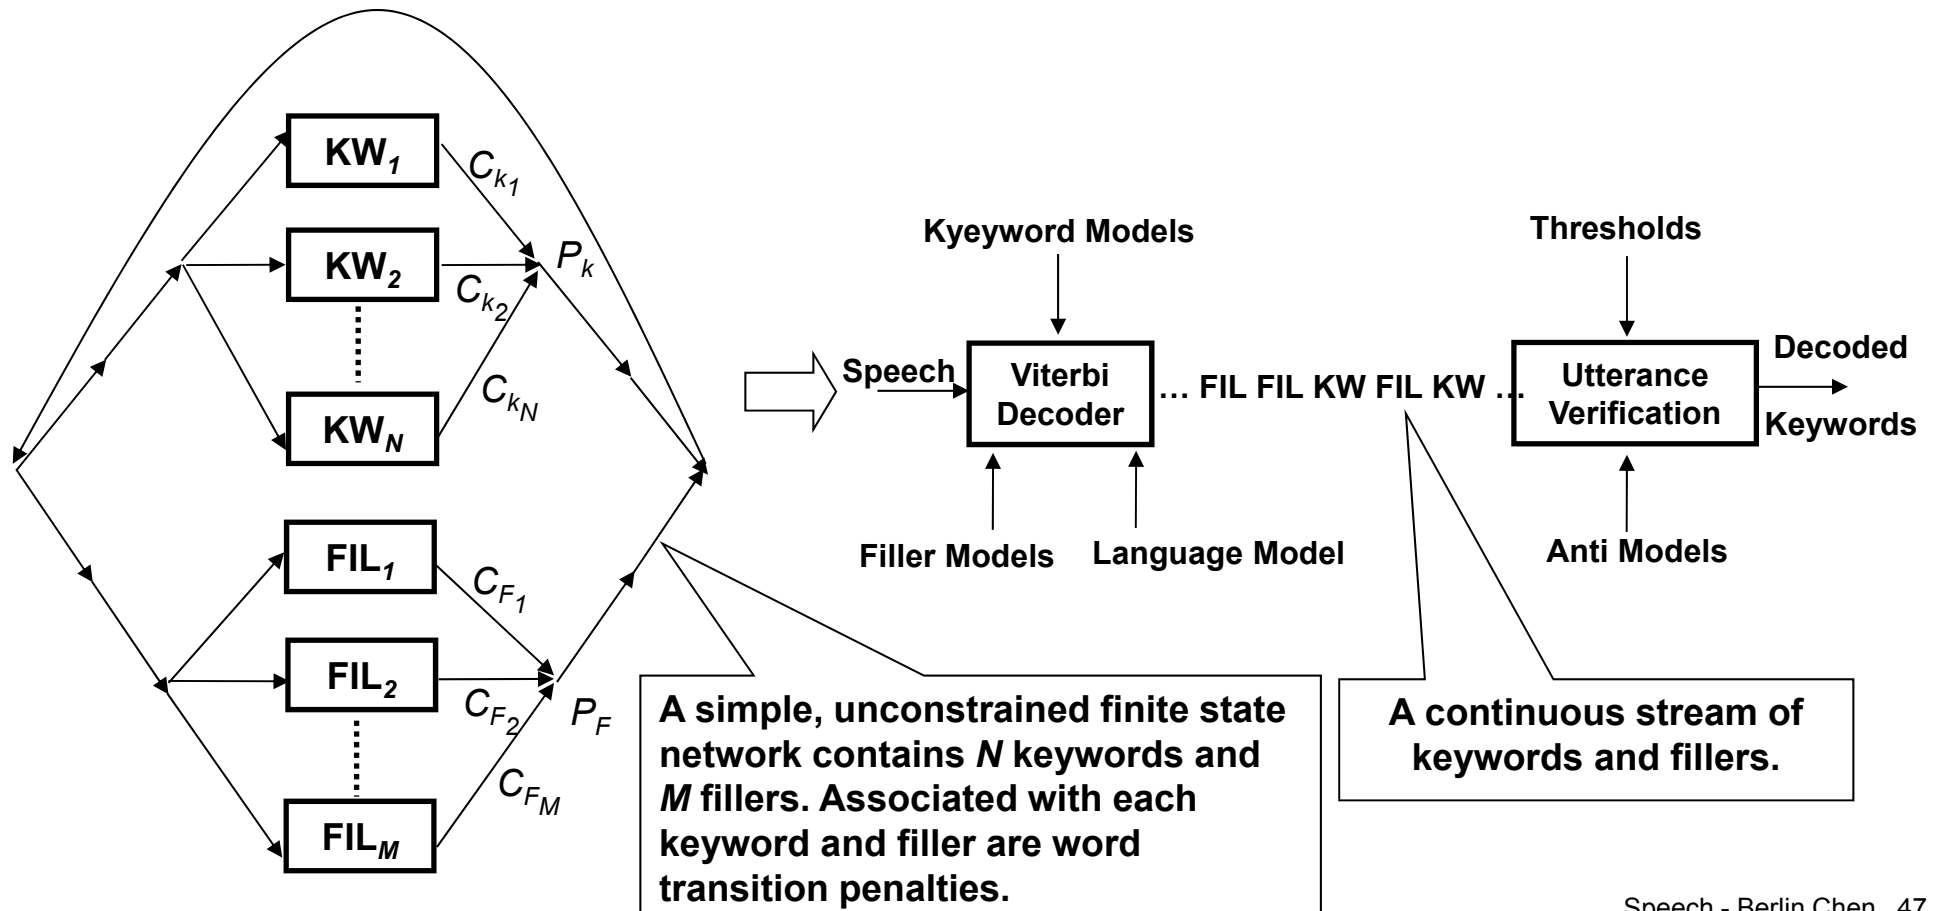 KW1
Ck1
KW2
Ck2
Pk
KWN
CkN
FIL1
CF1
FIL2
CF2
PF
FILM
CFM
A simple, unconstrained finite state
network contains N keywords and
M fillers. Associated with each
keyword and filler are word
transition penalties.
Kyeyword Models
Speech
Viterbi
Decoder
Filler Models
Language Model
... FIL FIL KW FIL KW ...
A continuous stream of
keywords and fillers.
Thresholds
Utterance
Verification
Anti Models
Decoded
Keywords
Speech - Berlin Chen 47